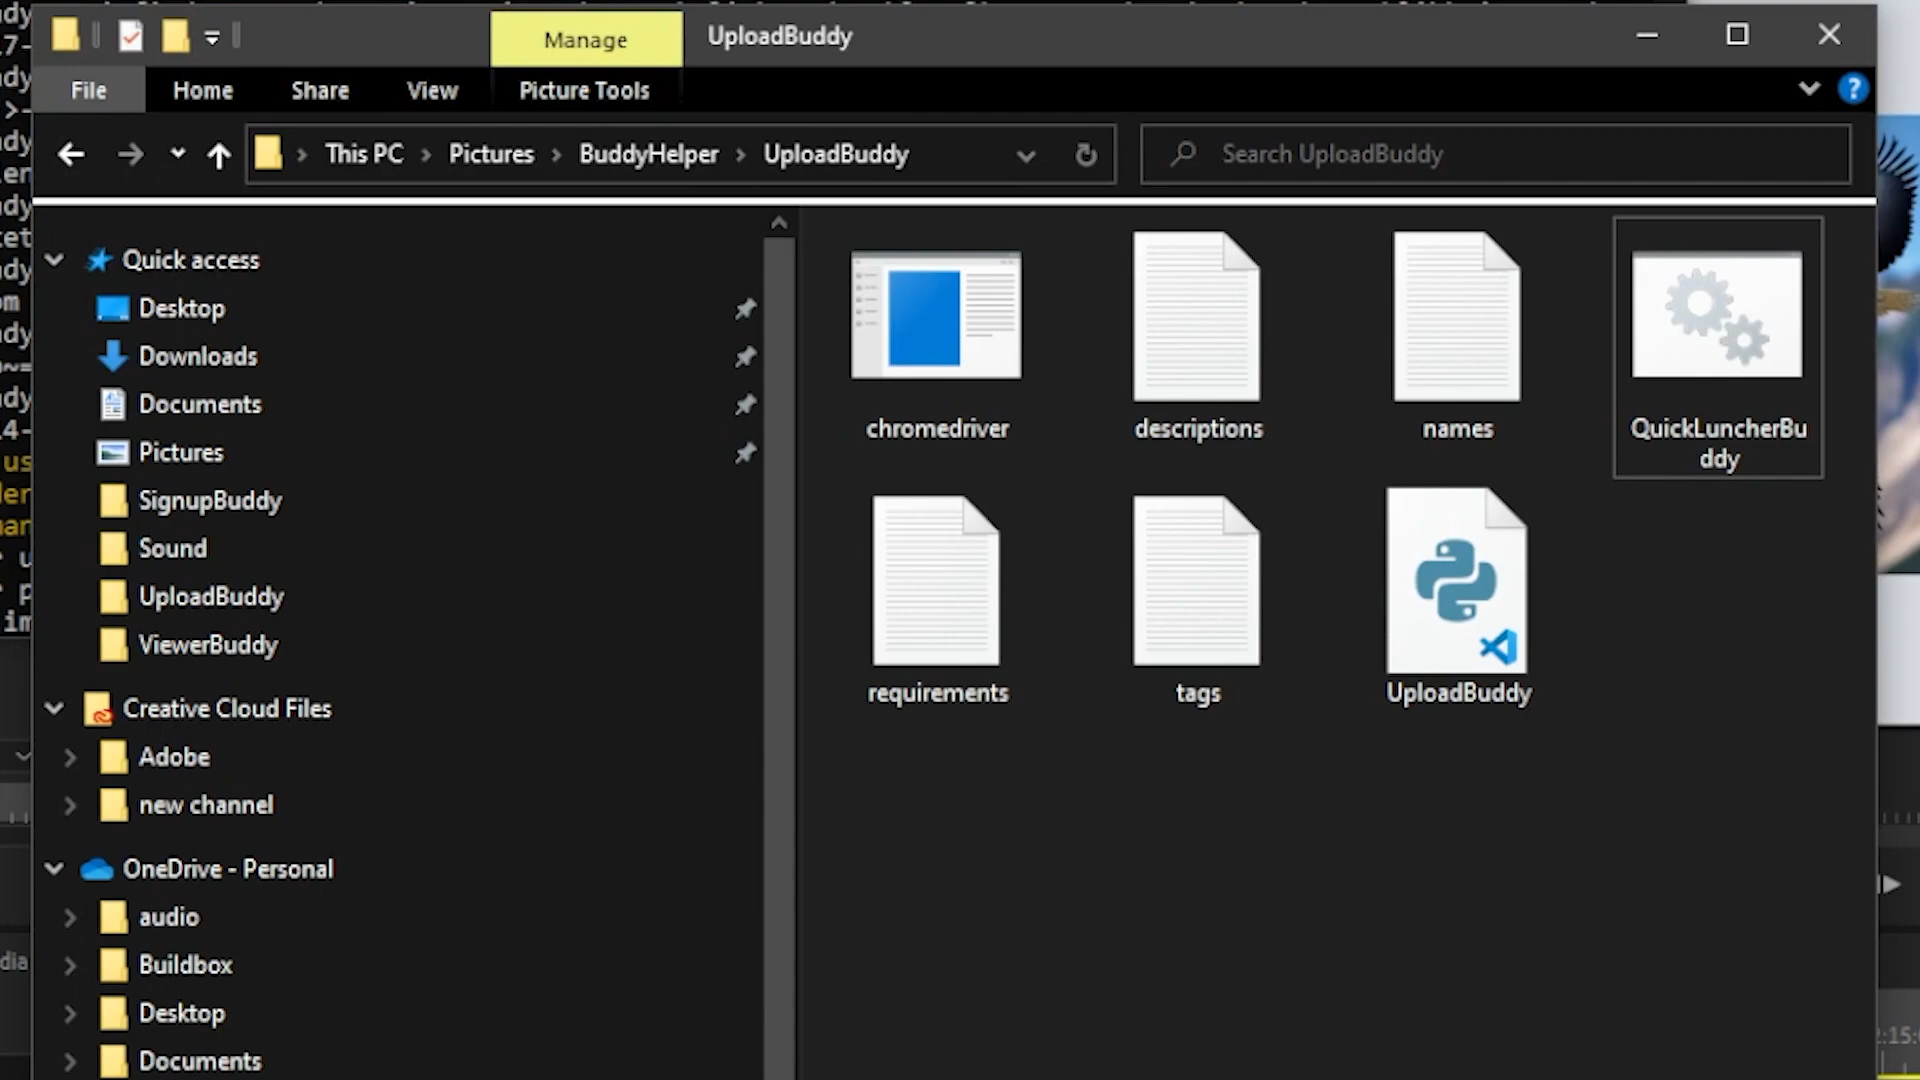 Manage
UploadBuddy
File
Home
Share
View
Picture Tools
This PC
Pictures
BuddyHelper
UploadBuddy
Search UploadBuddy
Quick access
Desktop
Downloads
Documents
Pictures
SignupBuddy
Sound
UploadBuddy
ViewerBuddy
Creative Cloud Files
Adobe
new channel
OneDrive - Personal
audio
Buildbox
Desktop
Documents
chromedriver
descriptions
names
QuickLuncherBu
ddy
requirements
tags
UploadBuddy